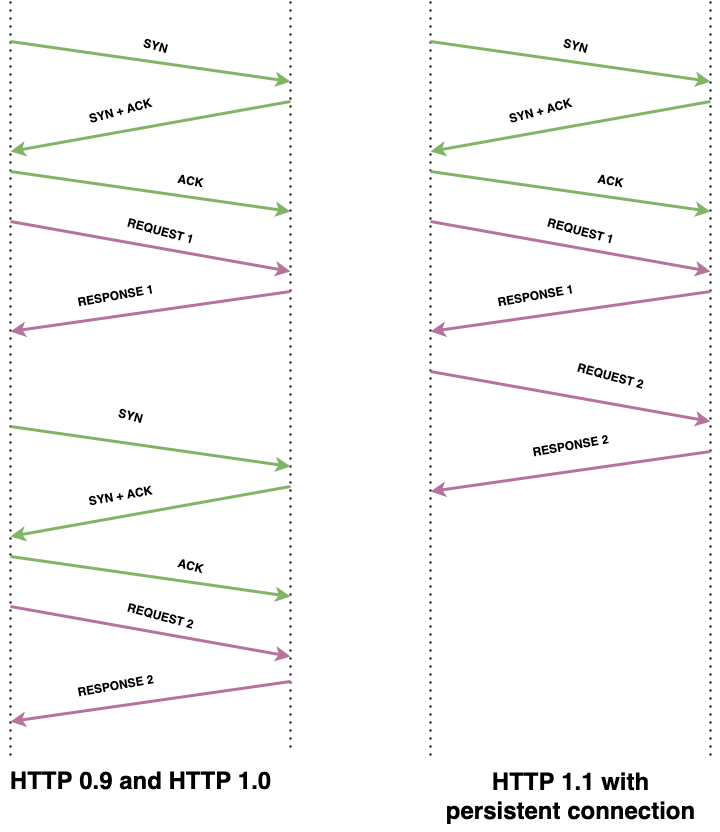 SYN
SYN + ACK
ACK
REQUEST 1
RESPONSE 1
SYN
SYN + ACK
ACK
REQUEST 2
RESPONSE 2
HTTP 0.9 and HTTP 1.0
SYN
SYN + ACK
ACK
REQUEST 1
RESPONSE 1
REQUEST 2
RESPONSE 2
HTTP 1.1 with
persistent connection